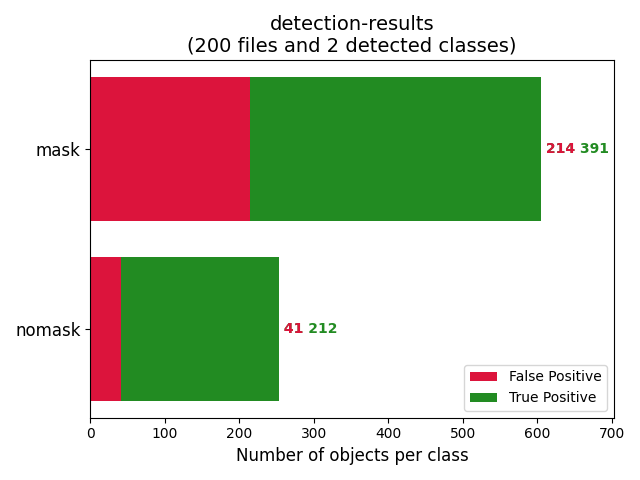 detection-results
(200 files and 2 detected classes)
mask
214 391
nomask
41 212
False Positive
True Positive
0 100 200 300 400 500 600 700
Number of objects per class